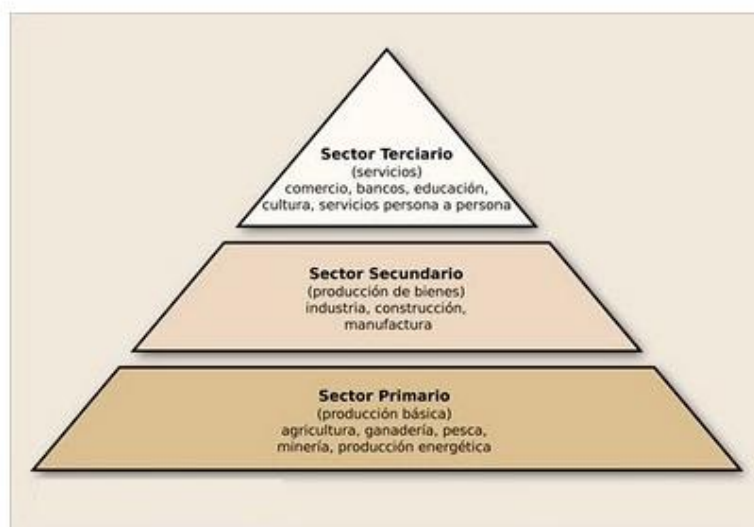 Sector Terciario
(servicios)
comercio, bancos, educación,
cultura, servicios persona a persona
Sector Secundario
(producción de bienes)
industria, construcción,
manufactura
Sector Primario
(producción básica)
agricultura, ganadería, pesca,
minería, producción energética